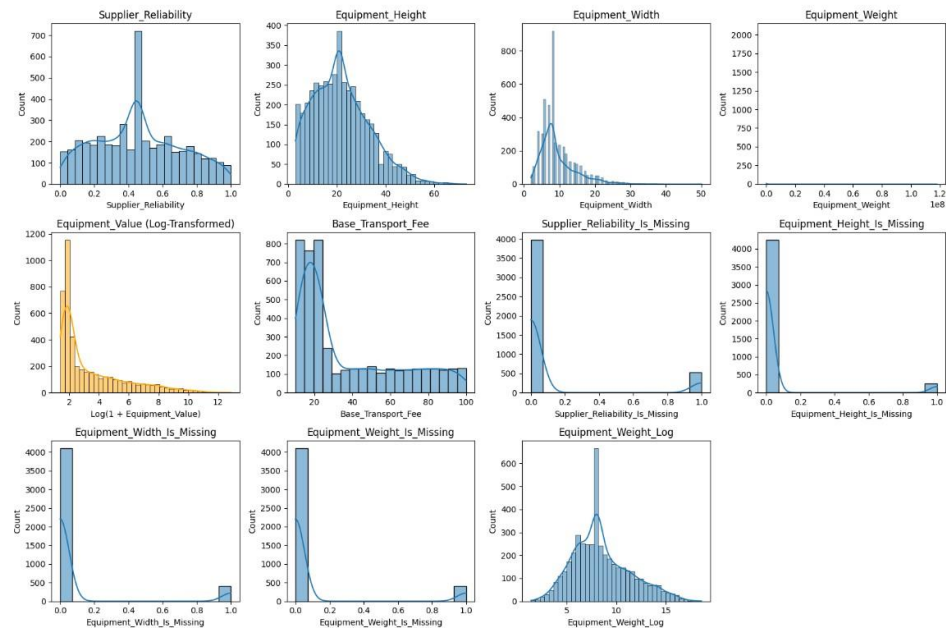 Supplier_Reliability
Count
700
600
500
400
300
200
100
0
0.0 0.2 0.4 0.6 0.8 1.0
Supplier_Reliability
Equipment_Height
Count
400
350
300
250
200
150
100
50
0
20 40 60
Equipment_Height
Equipment_Width
Count
800
600
400
200
0
0 10 20 30 40 50
Equipment_Width
Equipment_Weight
Count
2000
1750
1500
1250
1000
750
500
250
0
0.0 0.2 0.4 0.6 0.8 1.0 1.2
1e8
Equipment_Weight
Equipment_Value (Log-Transformed)
Count
1200
1000
800
600
400
200
0
2 4 6 8 10 12
Log(1 + Equipment_Value)
Base_Transport_Fee
Count
800
700
600
500
400
300
200
100
0
20 40 60 80 100
Base_Transport_Fee
Supplier_Reliability_Is_Missing
Count
4000
3500
3000
2500
2000
1500
1000
500
0
0.0 0.2 0.4 0.6 0.8 1.0
Supplier_Reliability_Is_Missing
Equipment_Height_Is_Missing
Count
4000
3500
3000
2500
2000
1500
1000
500
0
0.0 0.2 0.4 0.6 0.8 1.0
Equipment_Height_Is_Missing
Equipment_Width_Is_Missing
Count
4000
3500
3000
2500
2000
1500
1000
500
0
0.0 0.2 0.4 0.6 0.8 1.0
Equipment_Width_Is_Missing
Equipment_Weight_Is_Missing
Count
4000
3500
3000
2500
2000
1500
1000
500
0
0.0 0.2 0.4 0.6 0.8 1.0
Equipment_Weight_Is_Missing
Equipment_Weight_Log
Count
600
500
400
300
200
100
0
5 10 15
Equipment_Weight_Log